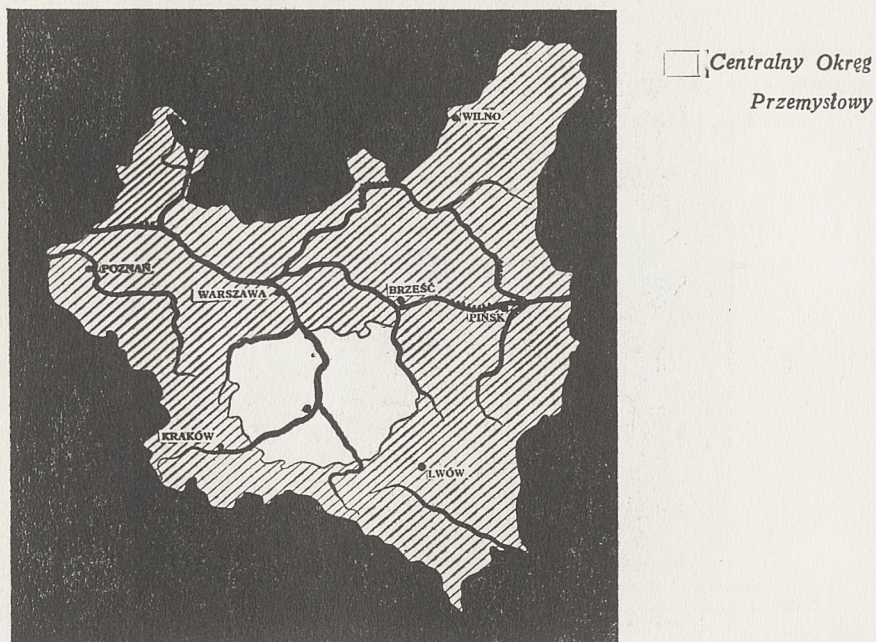 Centralny Okręg
Przemysłowy
WILNO
POZNAŃ
WARSZAWA
BRZEŚĆ
PIŃSK
KRAKÓW
LWÓW